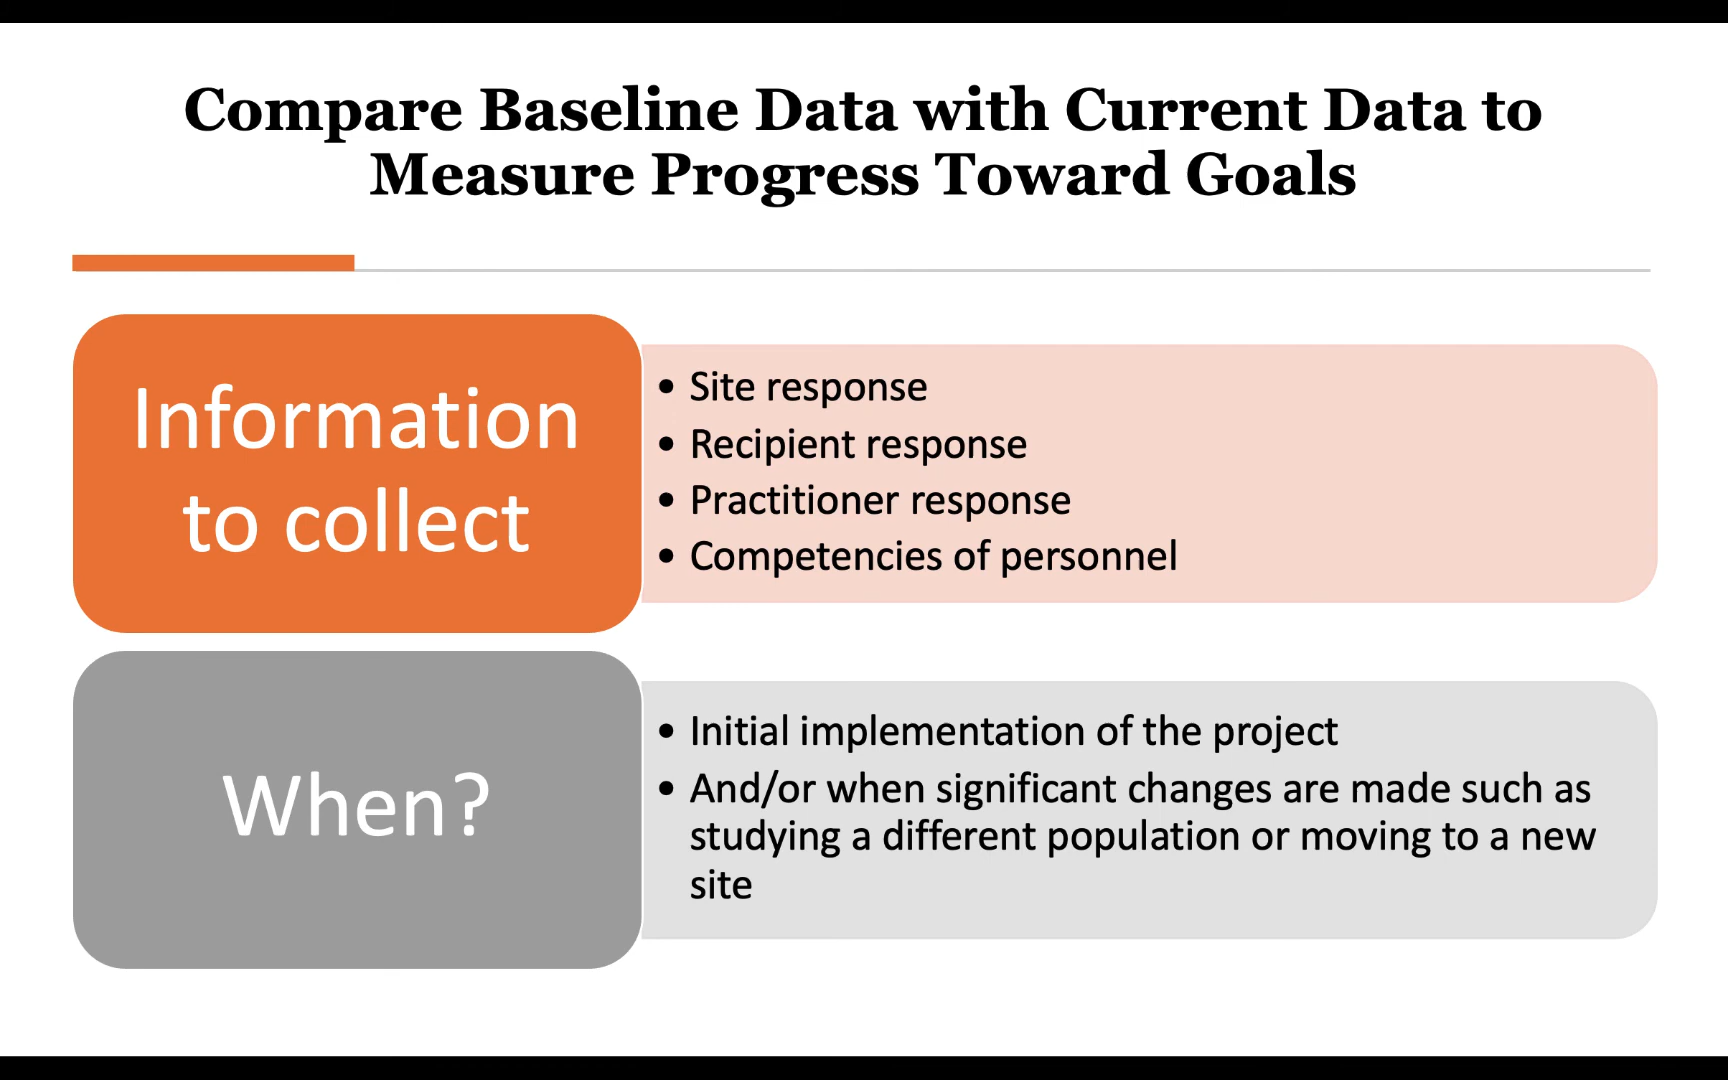 Compare Baseline Data with Current Data to
Measure Progress Toward Goals
Information
to collect
• Site response
• Recipient response
• Practitioner response
• Competencies of personnel
When?
• Initial implementation of the project
• And/or when significant changes are made such as
studying a different population or moving to a new
site